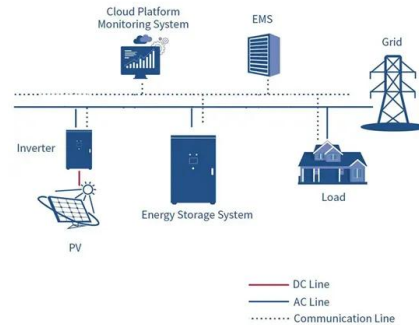 Cloud Platform
Monitoring System
EMS
Grid
Inverter
Energy Storage System
Load
PV
DC Line
AC Line
Communication Line